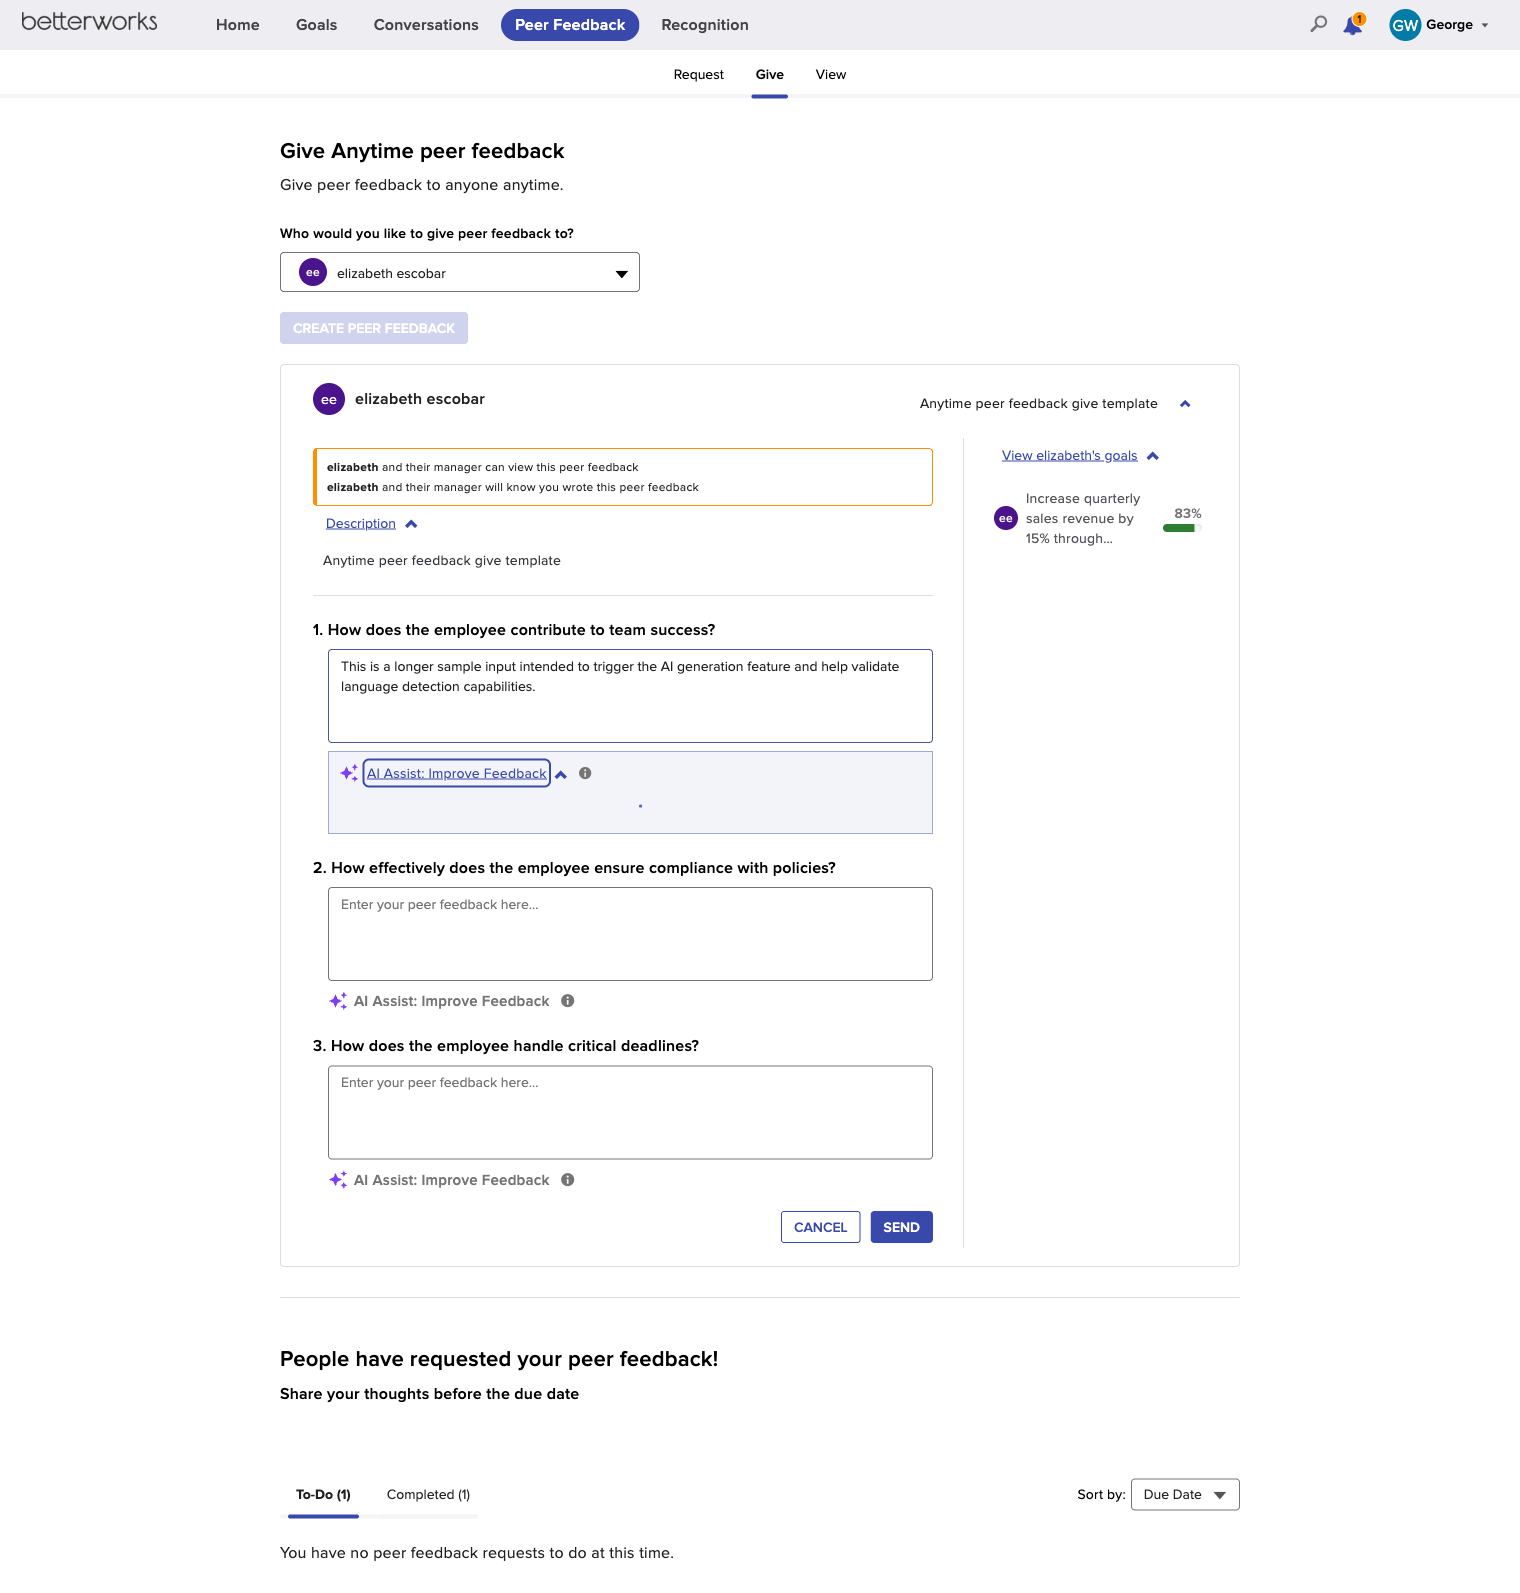 betterworks
Home
Goals
Conversations
Peer Feedback
Recognition
1
GW
George
Request
Give
View
Give Anytime peer feedback
Give peer feedback to anyone anytime.
Who would you like to give peer feedback to?
ee
elizabeth escobar
CREATE PEER FEEDBACK
ee
elizabeth escobar
Anytime peer feedback give template
elizabeth and their manager can view this peer feedback
elizabeth and their manager will know you wrote this peer feedback
Description
Anytime peer feedback give template
View elizabeth's goals
ee
Increase quarterly
sales revenue by
15% through...
83%
1. How does the employee contribute to team success?
This is a longer sample input intended to trigger the AI generation feature and help validate
language detection capabilities.
AI Assist: Improve Feedback
2. How effectively does the employee ensure compliance with policies?
Enter your peer feedback here...
AI Assist: Improve Feedback
3. How does the employee handle critical deadlines?
Enter your peer feedback here...
AI Assist: Improve Feedback
CANCEL
SEND
People have requested your peer feedback!
Share your thoughts before the due date
To-Do (1)
Completed (1)
Sort by:
Due Date
You have no peer feedback requests to do at this time.